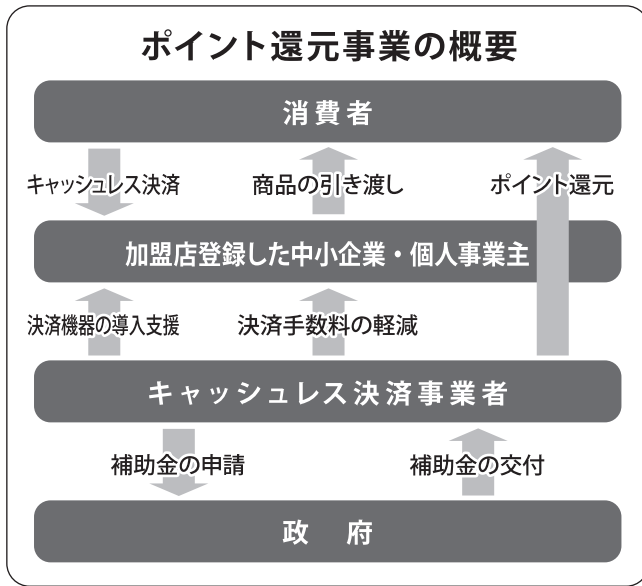 ポイント還元事業の概要
消費者
キャッシュレス決済
商品の引き渡し
ポイント還元
加盟店登録した中小企業・個人事業主
決済機器の導入支援
決済手数料の軽減
キャッシュレス決済事業者
補助金の申請
補助金の交付
政　府